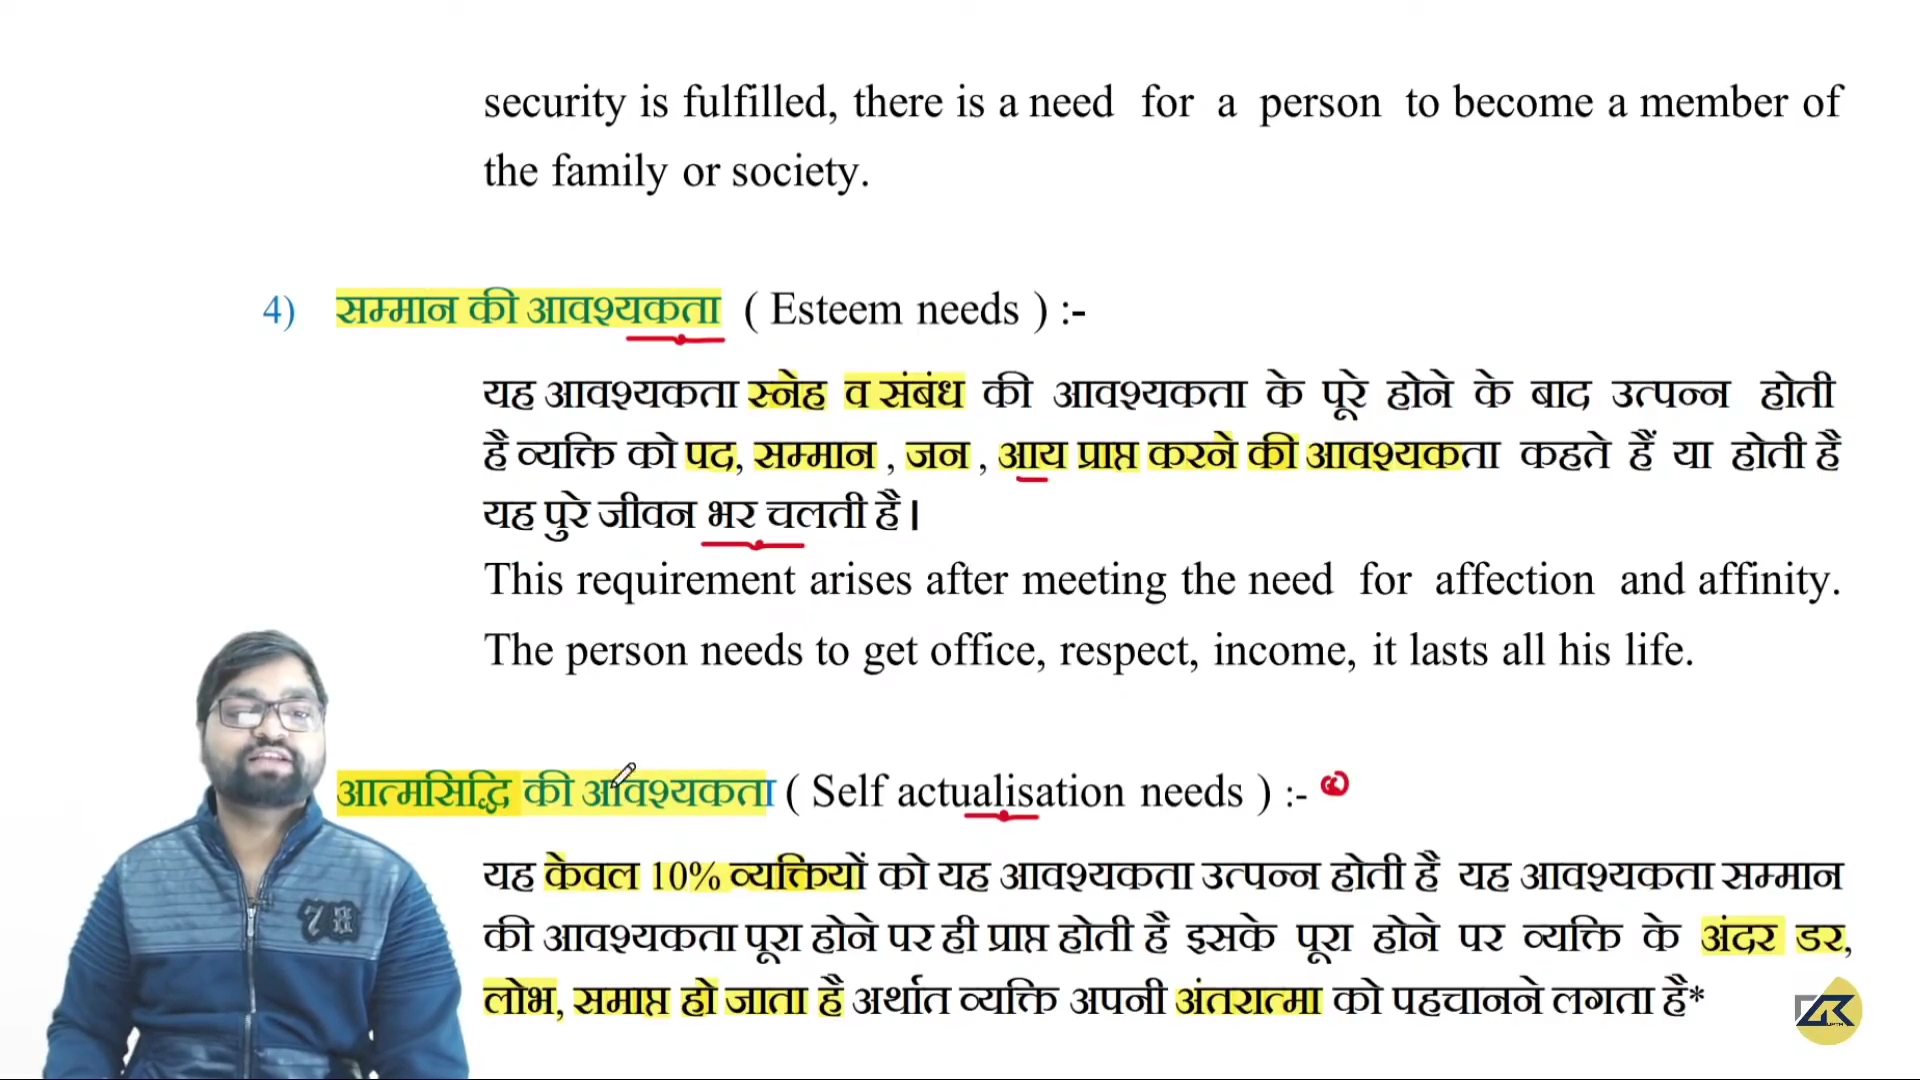 security is fulfilled, there is a need for a person to become a member of
the family or society.
4) सम्मान की आवश्यकता ( Esteem needs ) :-
यह आवश्यकता स्नेह व संबंध की आवश्यकता के पूरे होने के बाद उत्पन्न होती
है व्यक्ति को पद, सम्मान , जन , आय प्राप्त करने की आवश्यकता कहते हैं या होती है
यह पुरे जीवन भर चलती है।
This requirement arises after meeting the need for affection and affinity.
The person needs to get office, respect, income, it lasts all his life.
आत्मसिद्धि की आवश्यकता ( Self actualisation needs ) :-
यह केवल 10% व्यक्तियों को यह आवश्यकता उत्पन्न होती है यह आवश्यकता सम्मान
की आवश्यकता पूरा होने पर ही प्राप्त होती है इसके पूरा होने पर व्यक्ति के अंदर डर,
लोभ, समाप्त हो जाता है अर्थात व्यक्ति अपनी अंतरात्मा को पहचानने लगता है*